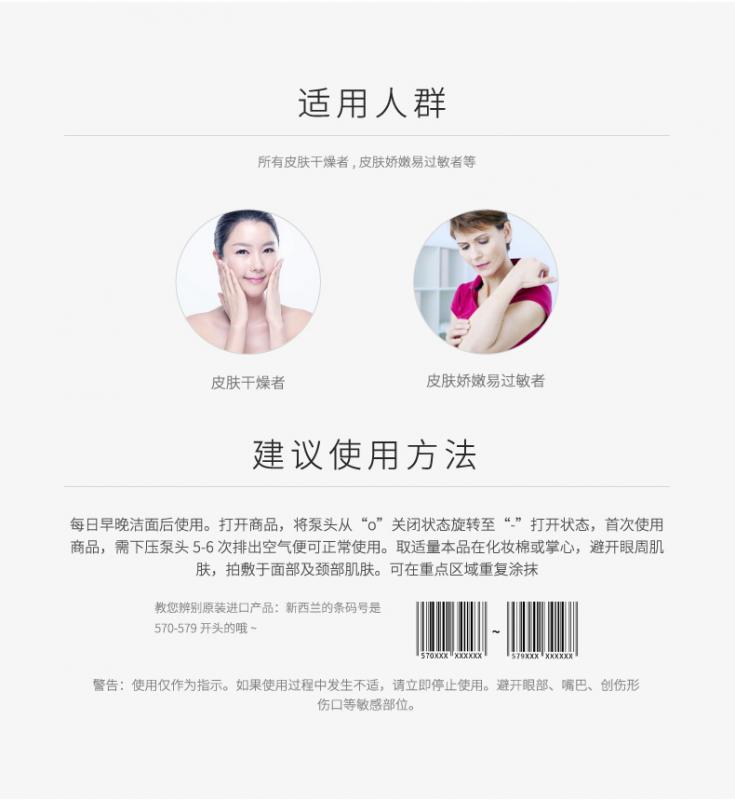 适用人群
所有皮肤干燥者 , 皮肤娇嫩易过敏者等
皮肤干燥者
皮肤娇嫩易过敏者
建议使用方法
每日早晚洁面后使用。打开商品，将泵头从“o”关闭状态旋转至“-”打开状态，首次使用
商品，需下压泵头 5-6 次排出空气便可正常使用。取适量本品在化妆棉或掌心，避开眼周肌
肤，拍敷于面部及颈部肌肤。可在重点区域重复涂抹
教您辨别原装进口产品：新西兰的条码号是
570-579 开头的哦 ~
570XXX XXXXXX ~ 579XXX XXXXXX
警告：使用仅作为指示。如果使用过程中发生不适，请立即停止使用。避开眼部、嘴巴、创伤形
伤口等敏感部位。